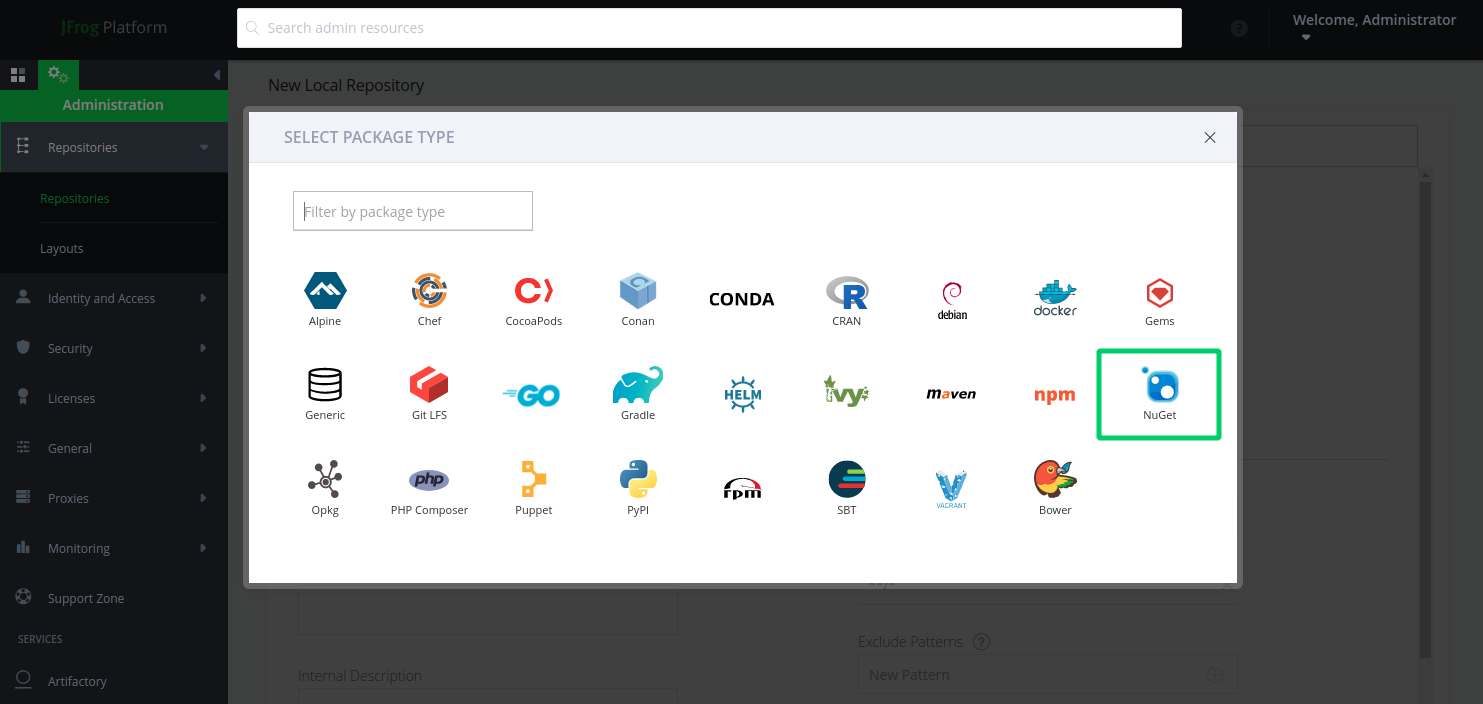 JFrog Platform
Search admin resources
?
Welcome, Administrator
Administration
Repositories
Repositories
Layouts
Identity and Access
Security
Licenses
General
Proxies
Monitoring
Support Zone
SERVICES
Artifactory
New Local Repository
SELECT PACKAGE TYPE
Filter by package type
Alpine
Chef
CocoaPods
Conan
CONDA
CRAN
debian
docker
Gems
Generic
Git LFS
GO
Gradle
HELM
ivy
maven
npm
NuGet
Opkg
php
PHP Composer
Puppet
PyPI
rpm
SBT
VAGRANT
Bower
Internal Description
Exclude Patterns ?
New Pattern